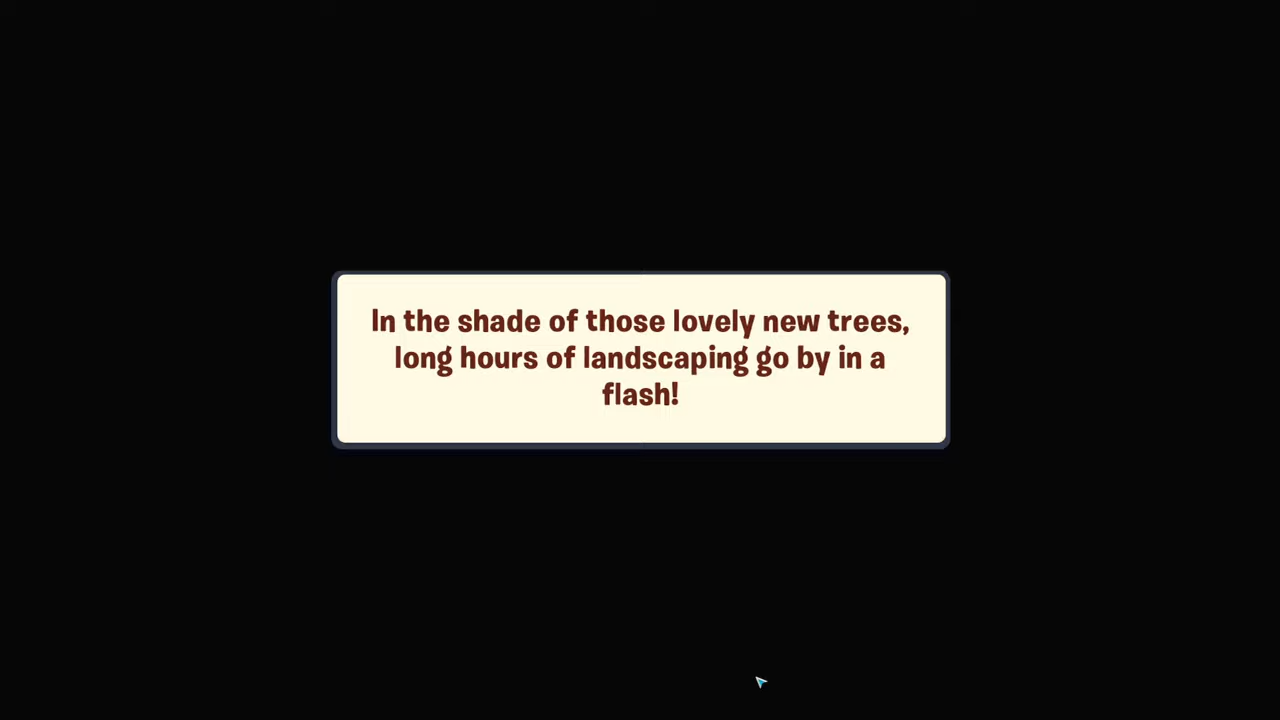 In the shade of those lovely new trees,
long hours of landscaping go by in a
flash!